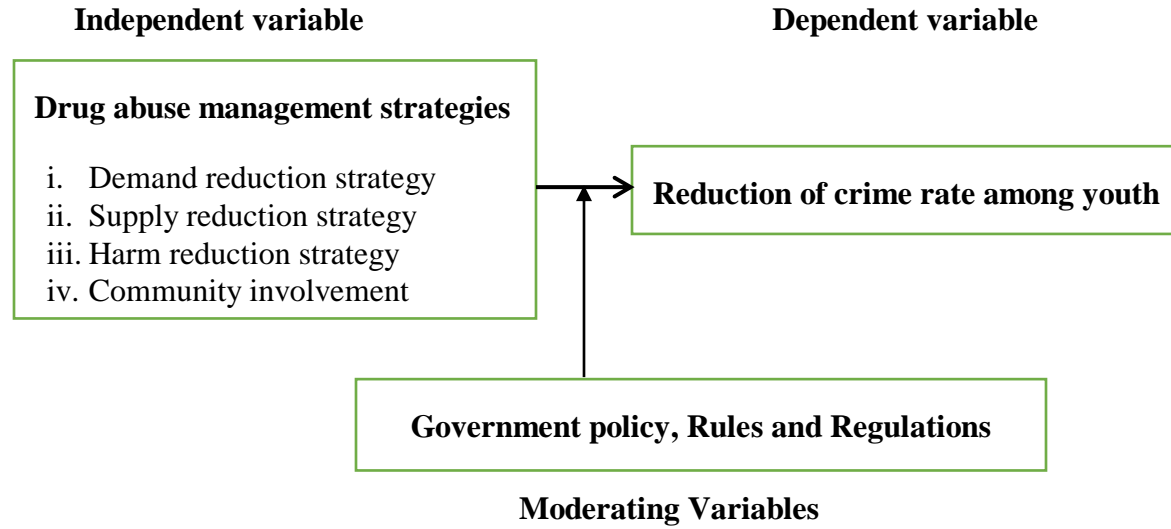 Independent variable
Dependent variable
Drug abuse management strategies
i. Demand reduction strategy
ii. Supply reduction strategy
iii. Harm reduction strategy
iv. Community involvement
Reduction of crime rate among youth
Government policy, Rules and Regulations
Moderating Variables